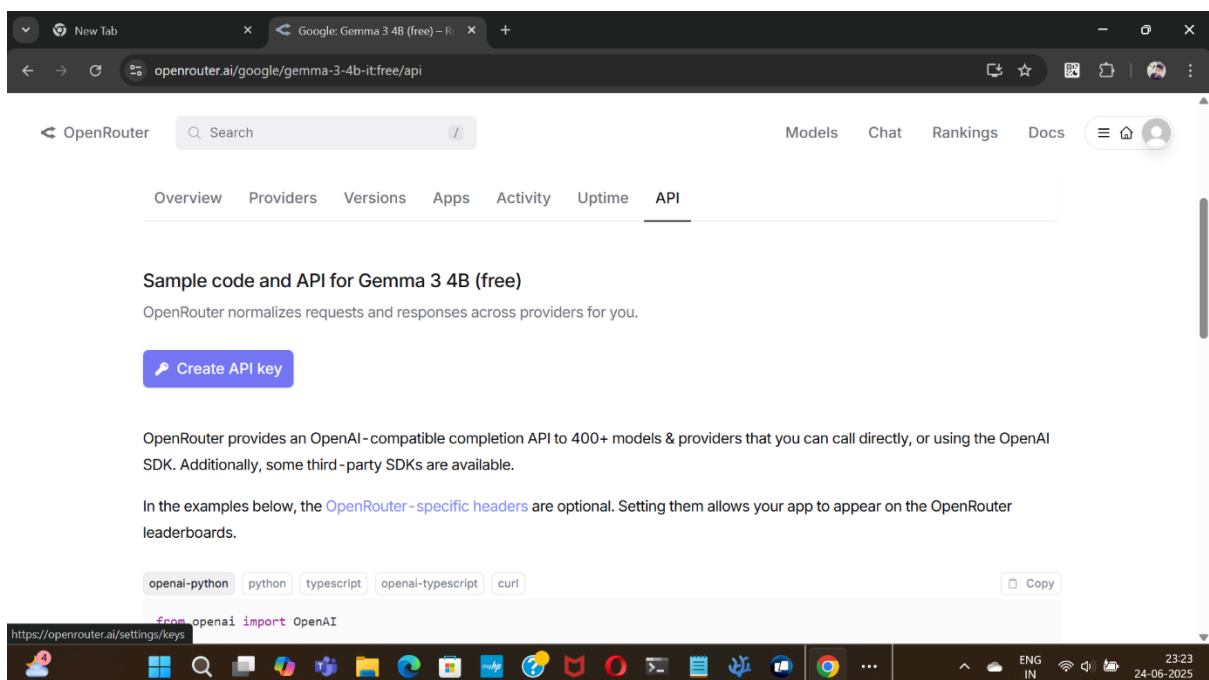 New Tab
Google: Gemma 3 4B (free) – Ru
openrouter.ai/google/gemma-3-4b-it:free/api
OpenRouter
Search
/
Models
Chat
Rankings
Docs
Overview
Providers
Versions
Apps
Activity
Uptime
API
Sample code and API for Gemma 3 4B (free)
OpenRouter normalizes requests and responses across providers for you.
Create API key
OpenRouter provides an OpenAI-compatible completion API to 400+ models & providers that you can call directly, or using the OpenAI
SDK. Additionally, some third-party SDKs are available.
In the examples below, the OpenRouter-specific headers are optional. Setting them allows your app to appear on the OpenRouter
leaderboards.
openai-python
python
typescript
openai-typescript
curl
Copy
from openai import OpenAI
https://openrouter.ai/settings/keys
4
myhp
ENG
IN
23:23
24-06-2025